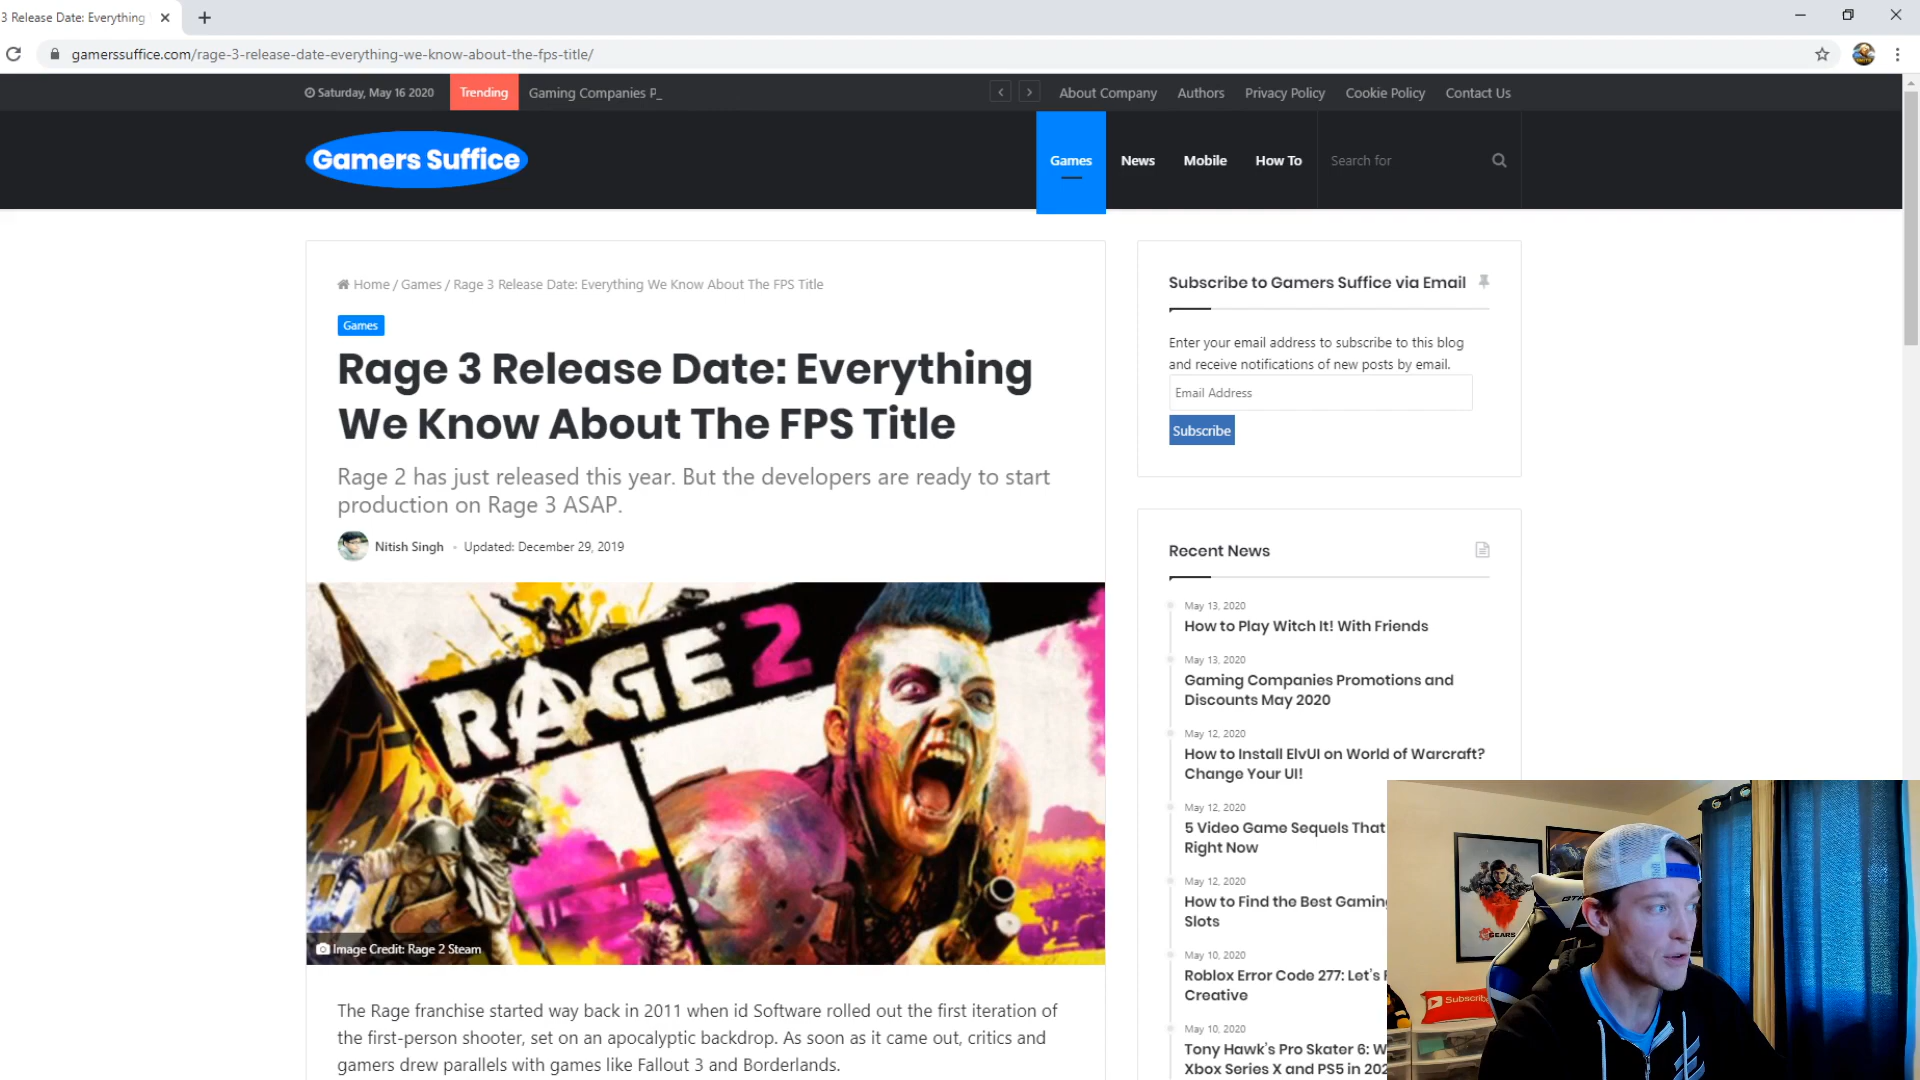 3 Release Date: Everything
gamerssuffice.com/rage-3-release-date-everything-we-know-about-the-fps-title/
Saturday, May 16 2020
Trending
Gaming Companies P_
About Company
Authors
Privacy Policy
Cookie Policy
Contact Us
Gamers Suffice
Games
News
Mobile
How To
Search for
Home / Games / Rage 3 Release Date: Everything We Know About The FPS Title
Games
Rage 3 Release Date: Everything
We Know About The FPS Title
Rage 2 has just released this year. But the developers are ready to start
production on Rage 3 ASAP.
Nitish Singh
Updated: December 29, 2019
RAGE 2
Image Credit: Rage 2 Steam
The Rage franchise started way back in 2011 when id Software rolled out the first iteration of
the first-person shooter, set on an apocalyptic backdrop. As soon as it came out, critics and
gamers drew parallels with games like Fallout 3 and Borderlands.
Subscribe to Gamers Suffice via Email
Enter your email address to subscribe to this blog
and receive notifications of new posts by email.
Email Address
Subscribe
Recent News
May 13, 2020
How to Play Witch It! With Friends
May 13, 2020
Gaming Companies Promotions and
Discounts May 2020
May 12, 2020
How to Install ElvUI on World of Warcraft?
Change Your UI!
May 12, 2020
5 Video Game Sequels That
Right Now
May 12, 2020
How to Find the Best Gaming
Slots
May 10, 2020
Roblox Error Code 277: Let's
Creative
May 10, 2020
Tony Hawk's Pro Skater 6:
Xbox Series X and PS5 in
GEARS
Subscribe